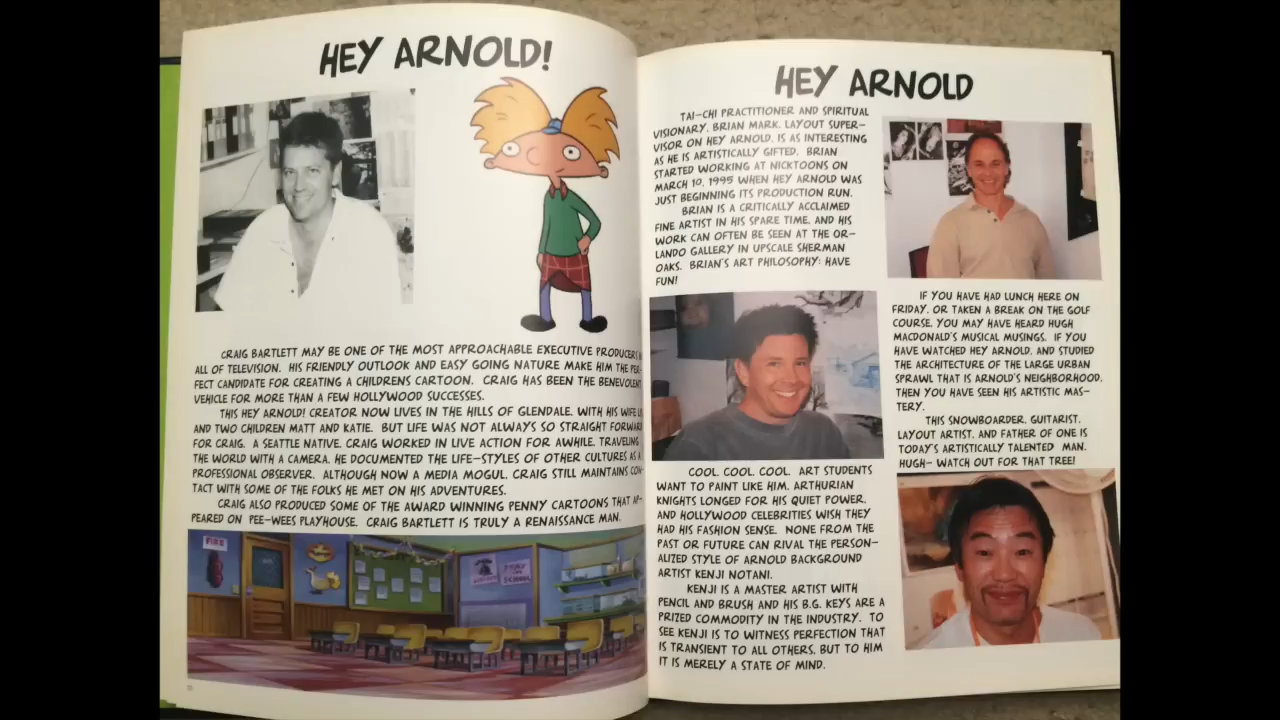 HEY ARNOLD!
CRAIG BARTLETT MAY BE ONE OF THE MOST APPROACHABLE EXECUTIVE PRODUCERS
ALL OF TELEVISION. HIS FRIENDLY OUTLOOK AND EASY GOING NATURE MAKE HIM THE PER-
FECT CANDIDATE FOR CREATING A CHILDRENS CARTOON. CRAIG HAS BEEN THE BENEVOLENT
VEHICLE FOR MORE THAN A FEW HOLLYWOOD SUCCESSES.
THIS HEY ARNOLD! CREATOR NOW LIVES IN THE HILLS OF GLENDALE. WITH HIS WIFE
AND TWO CHILDREN MATT AND KATIE. BUT LIFE WAS NOT ALWAYS SO STRAIGHT FORWARD
FOR CRAIG. A SEATTLE NATIVE, CRAIG WORKED IN LIVE ACTION FOR AWHILE. TRAVELING
THE WORLD WITH A CAMERA, HE DOCUMENTED THE LIFE-STYLES OF OTHER CULTURES AS A
PROFESSIONAL OBSERVER. ALTHOUGH NOW A MEDIA MOGUL, CRAIG STILL MAINTAINS CON-
TACT WITH SOME OF THE FOLKS HE MET ON HIS ADVENTURES.
CRAIG ALSO PRODUCED SOME OF THE AWARD WINNING PENNY CARTOONS THAT AP-
PEARED ON PEE-WEES PLAYHOUSE. CRAIG BARTLETT IS TRULY A RENAISSANCE MAN.
FIRE
STAY IN
SCHOOL
HEY ARNOLD
TAI-CHI PRACTITIONER AND SPIRITUAL
VISIONARY, BRIAN MARK, LAYOUT SUPER-
VISOR ON HEY ARNOLD, IS AS INTERESTING
AS HE IS ARTISTICALLY GIFTED. BRIAN
STARTED WORKING AT NICKTOONS ON
MARCH 10, 1995 WHEN HEY ARNOLD WAS
JUST BEGINNING ITS PRODUCTION RUN.
BRIAN IS A CRITICALLY ACCLAIMED
FINE ARTIST IN HIS SPARE TIME, AND HIS
WORK CAN OFTEN BE SEEN AT THE OR-
LANDO GALLERY IN UPSCALE SHERMAN
OAKS. BRIAN'S ART PHILOSOPHY: HAVE
FUN!
IF YOU HAVE HAD LUNCH HERE ON
FRIDAY, OR TAKEN A BREAK ON THE GOLF
COURSE, YOU MAY HAVE HEARD HUGH
MACDONALD'S MUSICAL MUSINGS. IF YOU
HAVE WATCHED HEY ARNOLD, AND STUDIED
THE ARCHITECTURE OF THE LARGE URBAN
SPRAWL THAT IS ARNOLD'S NEIGHBORHOOD,
THEN YOU HAVE SEEN HIS ARTISTIC MAS-
TERY.
THIS SNOWBOARDER, GUITARIST,
LAYOUT ARTIST, AND FATHER OF ONE IS
TODAY'S ARTISTICALLY TALENTED MAN.
HUGH- WATCH OUT FOR THAT TREE!
COOL, COOL, COOL. ART STUDENTS
WANT TO PAINT LIKE HIM, ARTHURIAN
KNIGHTS LONGED FOR HIS QUIET POWER,
AND HOLLYWOOD CELEBRITIES WISH THEY
HAD HIS FASHION SENSE. NONE FROM THE
PAST OR FUTURE CAN RIVAL THE PERSON-
ALIZED STYLE OF ARNOLD BACKGROUND
ARTIST KENJI NOTANI.
KENJI IS A MASTER ARTIST WITH
PENCIL AND BRUSH AND HIS B.G. KEYS ARE A
PRIZED COMMODITY IN THE INDUSTRY. TO
SEE KENJI IS TO WITNESS PERFECTION THAT
IS TRANSIENT TO ALL OTHERS, BUT TO HIM
IT IS MERELY A STATE OF MIND.